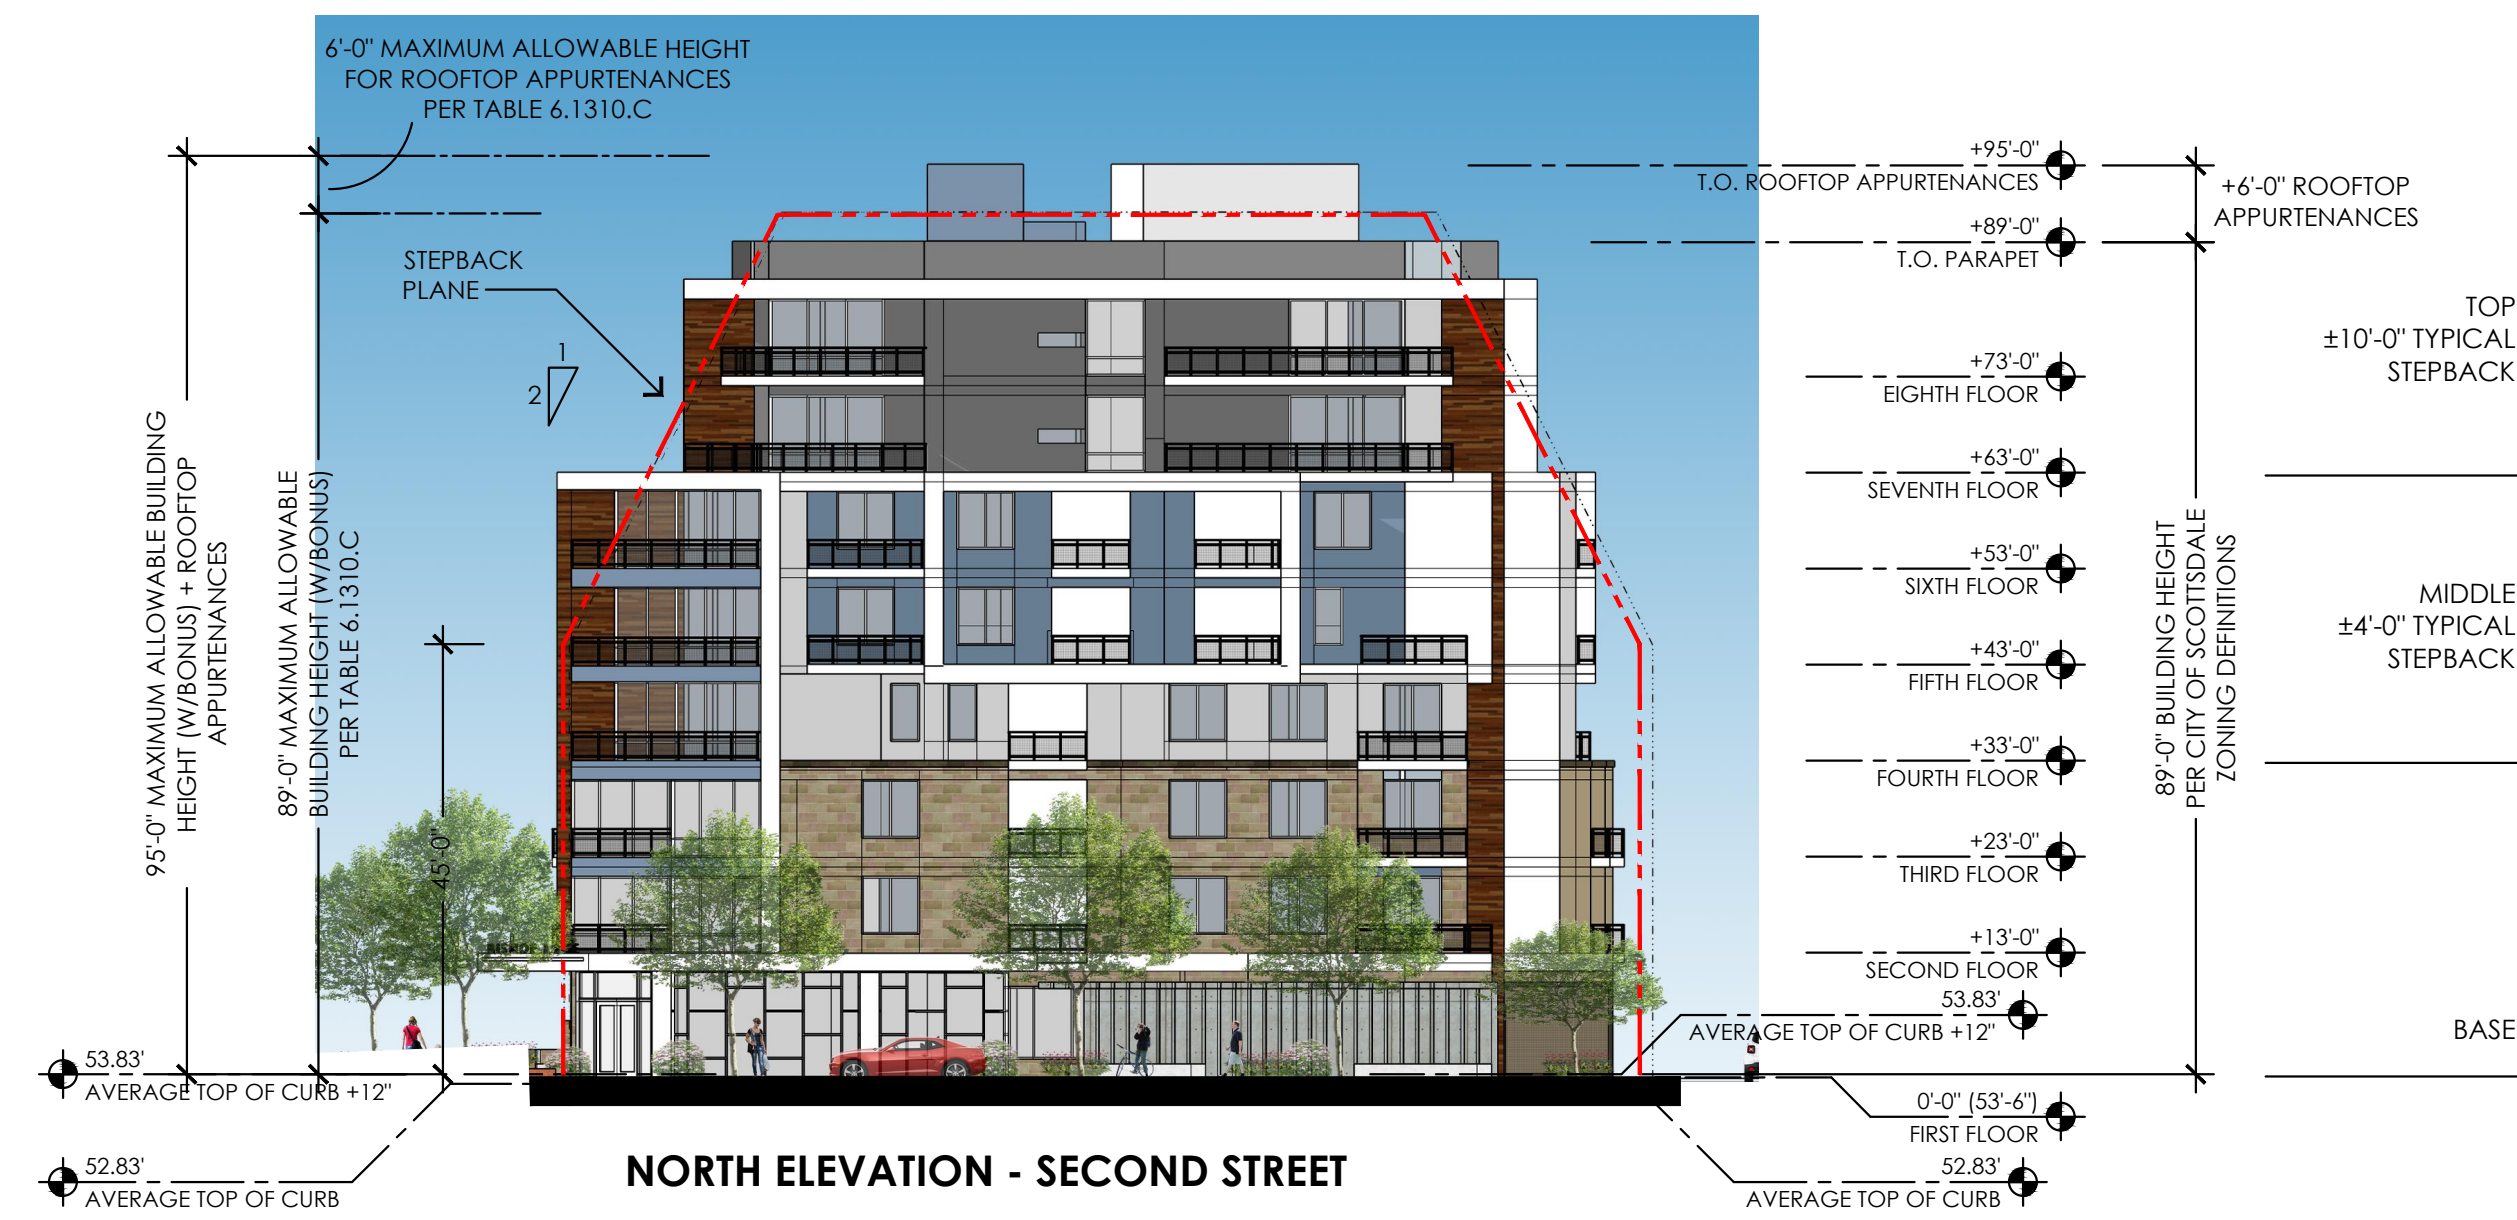 6'-0" MAXIMUM ALLOWABLE HEIGHT
FOR ROOFTOP APPURTENANCES
PER TABLE 6.1310.C
STEPBACK
PLANE
1
2
95'-0" MAXIMUM ALLOWABLE BUILDING
HEIGHT (W/BONUS) + ROOFTOP
APPURTENANCES
89'-0" MAXIMUM ALLOWABLE
BUILDING HEIGHT (W/BONUS)
PER TABLE 6.1310.C
45'-0"
53.83'
AVERAGE TOP OF CURB +12"
52.83'
AVERAGE TOP OF CURB
+95'-0"
T.O. ROOFTOP APPURTENANCES
+89'-0"
T.O. PARAPET
+73'-0"
EIGHTH FLOOR
+63'-0"
SEVENTH FLOOR
+53'-0"
SIXTH FLOOR
+43'-0"
FIFTH FLOOR
+33'-0"
FOURTH FLOOR
+23'-0"
THIRD FLOOR
+13'-0"
SECOND FLOOR
53.83'
AVERAGE TOP OF CURB +12"
0'-0" (53'-6")
FIRST FLOOR
52.83'
AVERAGE TOP OF CURB
+6'-0" ROOFTOP
APPURTENANCES
89'-0" BUILDING HEIGHT
PER CITY OF SCOTTSDALE
ZONING DEFINITIONS
TOP
±10'-0" TYPICAL
STEPBACK
MIDDLE
±4'-0" TYPICAL
STEPBACK
BASE
NORTH ELEVATION - SECOND STREET